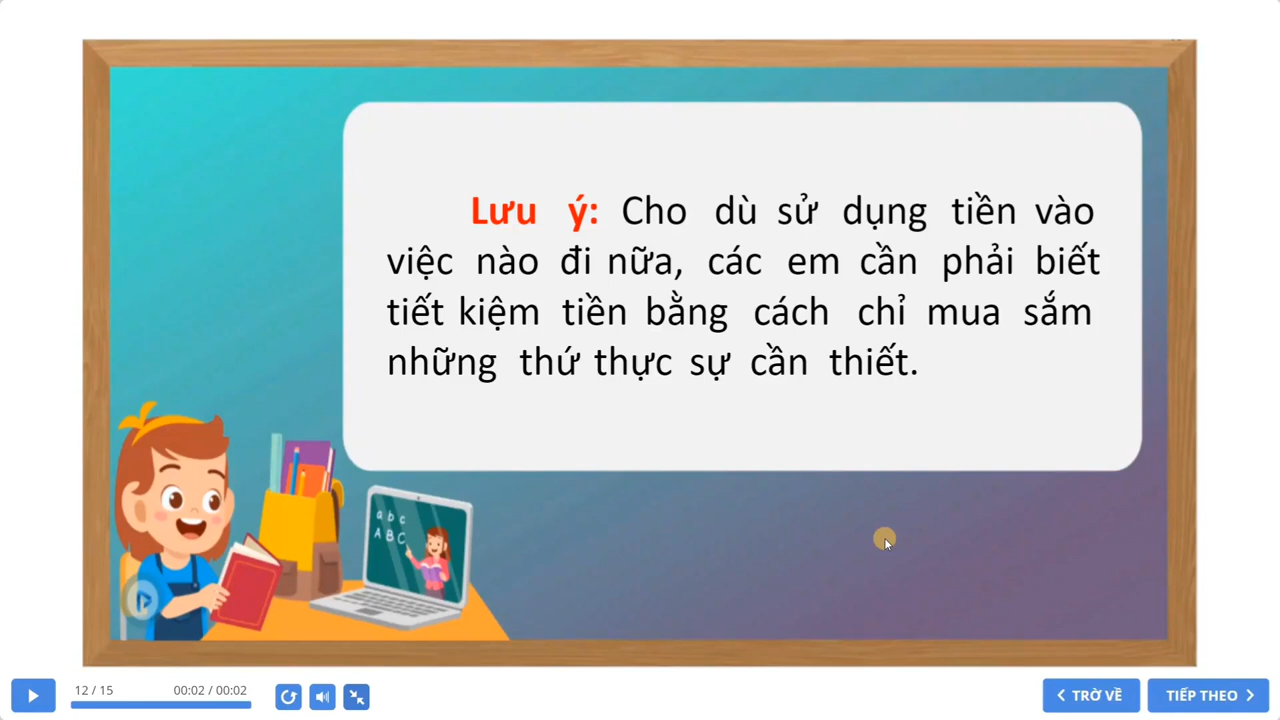 Lưu ý: Cho dù sử dụng tiền vào
việc nào đi nữa, các em cần phải biết
tiết kiệm tiền bằng cách chỉ mua sắm
những thứ thực sự cần thiết.
a b c
A B C
12 / 15
00:02 / 00:02
TRỞ VỀ
TIẾP THEO